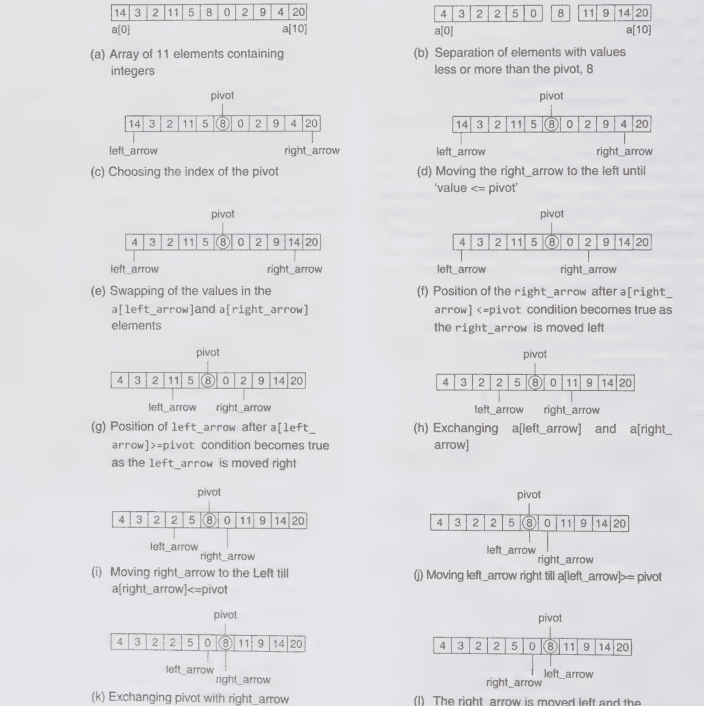 14 3 2 11 5 8 0 2 9 4 20
a[0] a[10]
(a) Array of 11 elements containing
integers
4 3 2 2 5 0 8 11 9 14 20
a[0] a[10]
(b) Separation of elements with values
less or more than the pivot, 8
pivot
14 3 2 11 5 8 0 2 9 4 20
left_arrow right_arrow
(c) Choosing the index of the pivot
pivot
14 3 2 11 5 8 0 2 9 4 20
left_arrow right_arrow
(d) Moving the right_arrow to the left until
'value <= pivot'
pivot
4 3 2 11 5 8 0 2 9 14 20
left_arrow right_arrow
(e) Swapping of the values in the
a[left_arrow]and a[right_arrow]
elements
pivot
4 3 2 11 5 8 0 2 9 14 20
left_arrow right_arrow
(f) Position of the right_arrow after a[right_
arrow] <=pivot condition becomes true as
the right_arrow is moved left
pivot
4 3 2 11 5 8 0 2 9 14 20
left_arrow right_arrow
(g) Position of left_arrow after a[left_
arrow]>=pivot condition becomes true
as the left_arrow is moved right
pivot
4 3 2 2 5 8 0 11 9 14 20
left_arrow right_arrow
(h) Exchanging a[left_arrow] and a[right_
arrow]
pivot
4 3 2 2 5 8 0 11 9 14 20
left_arrow
right_arrow
(i) Moving right_arrow to the Left till
a[right_arrow]<=pivot
pivot
4 3 2 2 5 8 0 11 9 14 20
left_arrow
right_arrow
(j) Moving left_arrow right till a[left_arrow]>= pivot
pivot
4 3 2 2 5 0 8 11 9 14 20
left_arrow
right_arrow
(k) Exchanging pivot with right_arrow
pivot
4 3 2 2 5 0 8 11 9 14 20
left_arrow
right_arrow
(l) The right_arrow is moved left and the